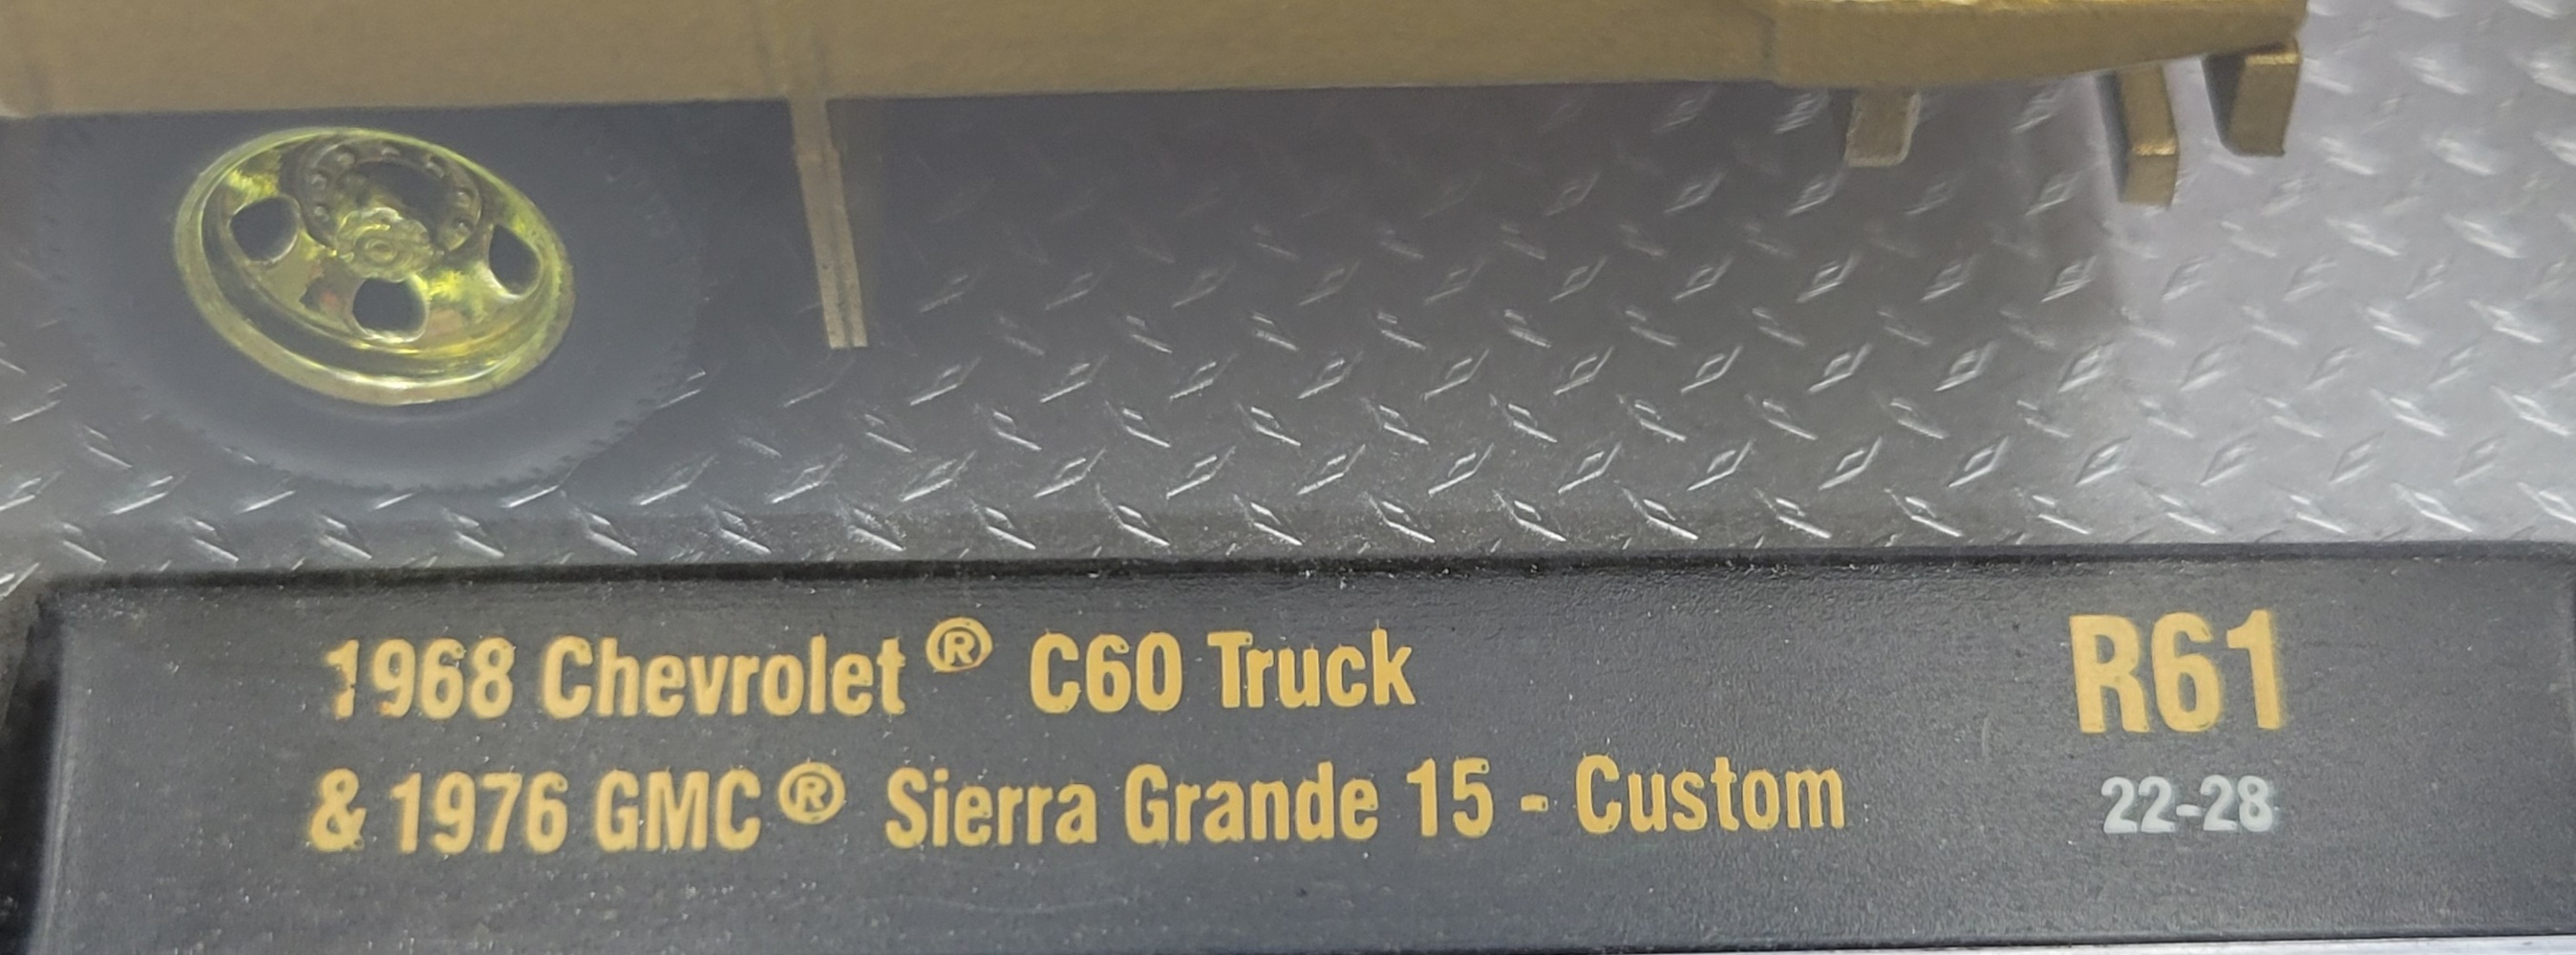 1968 Chevrolet® C60 Truck
& 1976 GMC® Sierra Grande 15 - Custom
R61
22-28